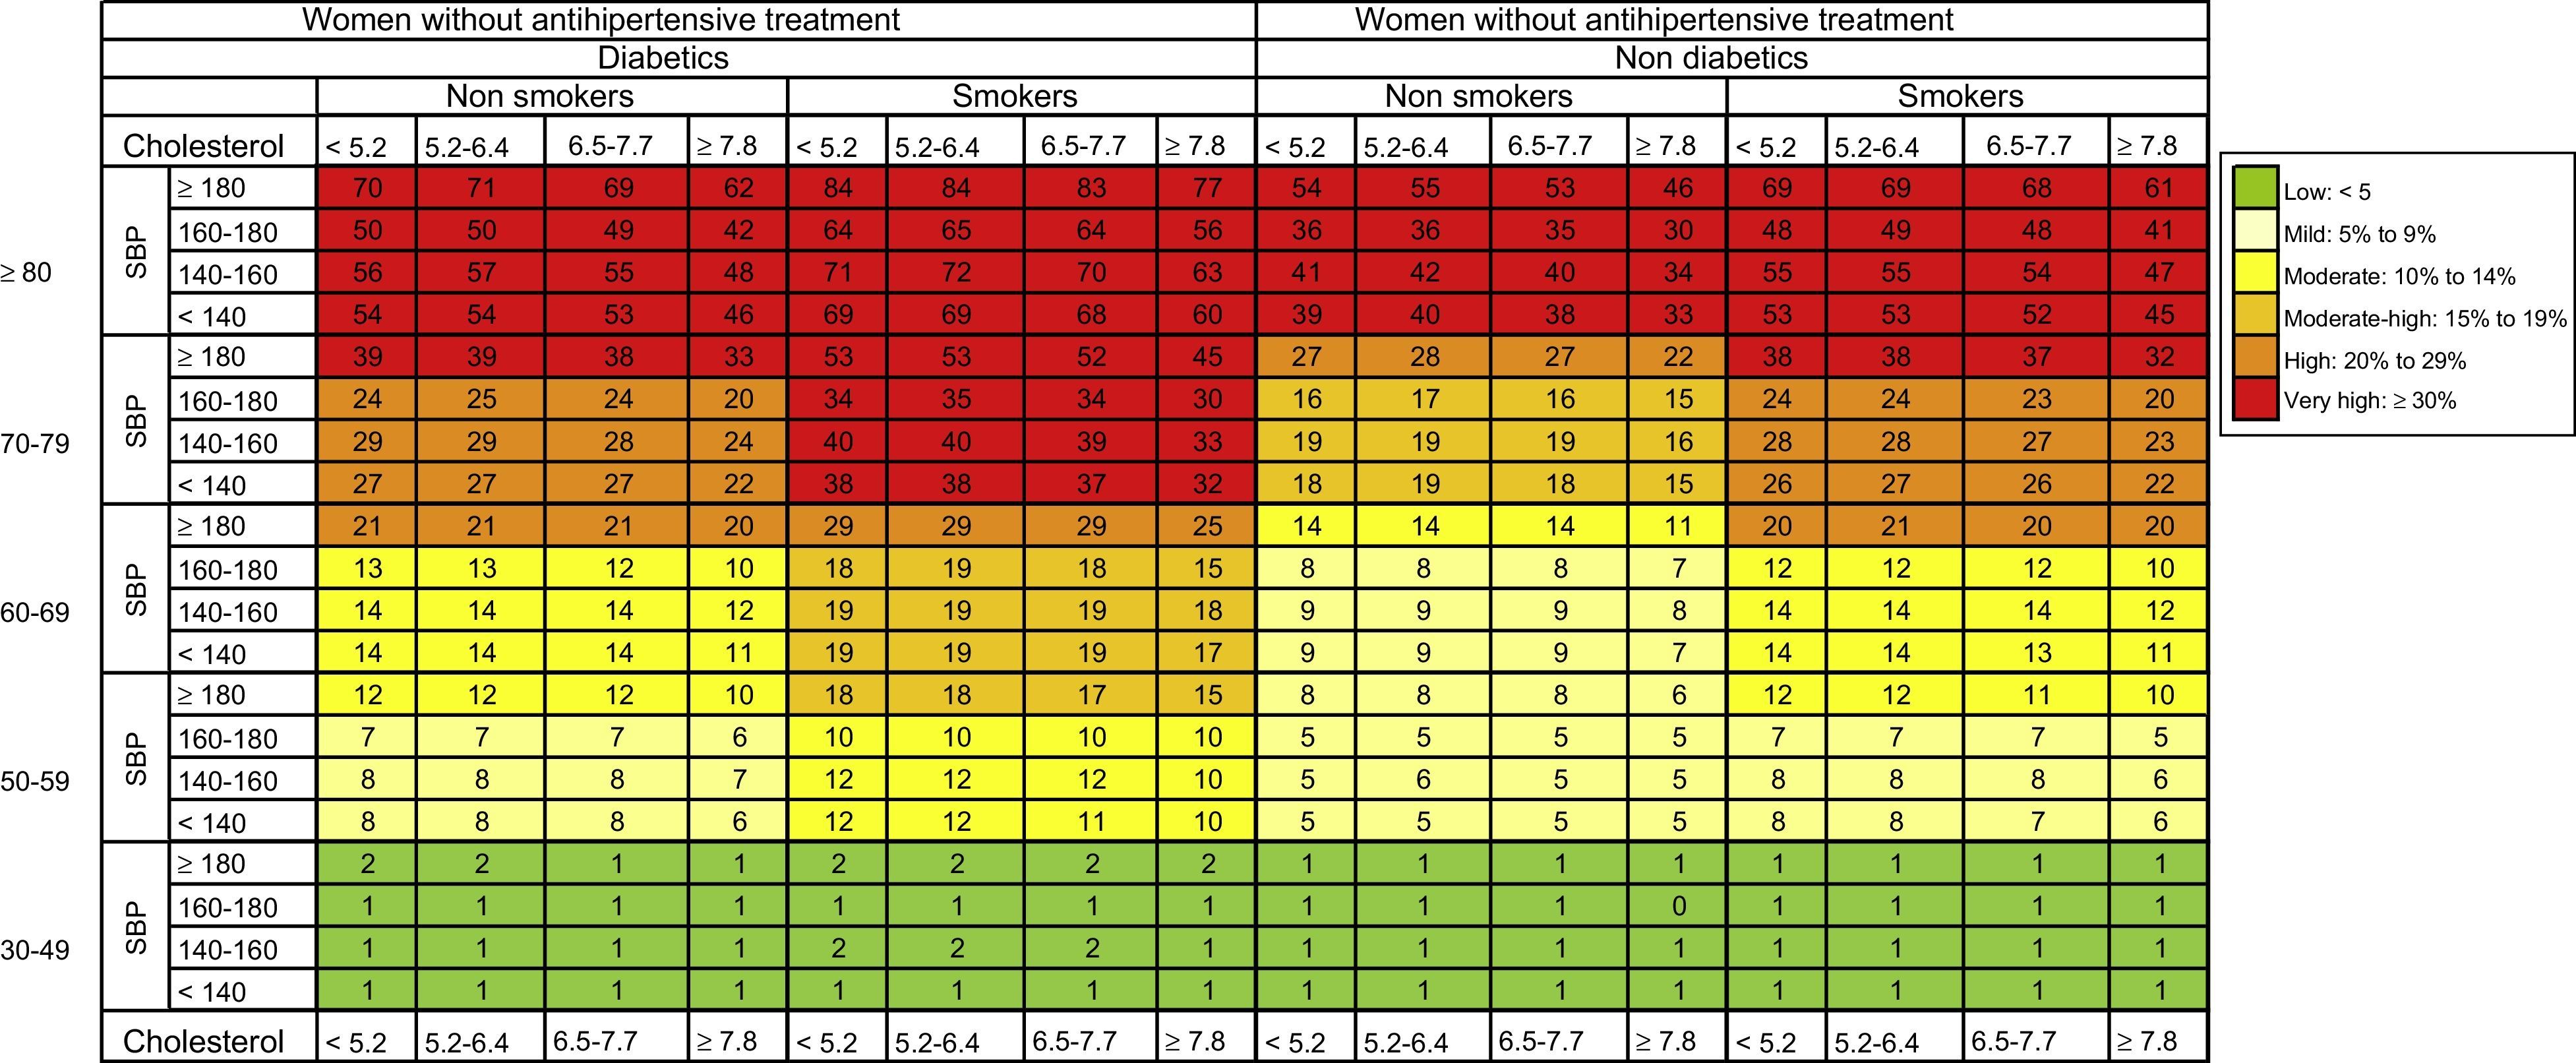 Women without antihipertensive treatment Women without antihipertensive treatment
Diabetics Non diabetics
Non smokers Smokers Non smokers Smokers
Cholesterol < 5.2 5.2-6.4 6.5-7.7 ≥ 7.8 < 5.2 5.2-6.4 6.5-7.7 ≥ 7.8 < 5.2 5.2-6.4 6.5-7.7 ≥ 7.8 < 5.2 5.2-6.4 6.5-7.7 ≥ 7.8
≥ 80
SBP
≥ 180 70 71 69 62 84 84 83 77 54 55 53 46 69 69 68 61
160-180 50 50 49 42 64 65 64 56 36 36 35 30 48 49 48 41
140-160 56 57 55 48 71 72 70 63 41 42 40 34 55 55 54 47
< 140 54 54 53 46 69 69 68 60 39 40 38 33 53 53 52 45
70-79
SBP
≥ 180 39 39 38 33 53 53 52 45 27 28 27 22 38 38 37 32
160-180 24 25 24 20 34 35 34 30 16 17 16 15 24 24 23 20
140-160 29 29 28 24 40 40 39 33 19 19 19 16 28 28 27 23
< 140 27 27 27 22 38 38 37 32 18 19 18 15 26 27 26 22
60-69
SBP
≥ 180 21 21 21 20 29 29 29 25 14 14 14 11 20 21 20 20
160-180 13 13 12 10 18 19 18 15 8 8 8 7 12 12 12 10
140-160 14 14 14 12 19 19 19 18 9 9 9 8 14 14 14 12
< 140 14 14 14 11 19 19 19 17 9 9 9 7 14 14 13 11
50-59
SBP
≥ 180 12 12 12 10 18 18 17 15 8 8 8 6 12 12 11 10
160-180 7 7 7 6 10 10 10 10 5 5 5 5 7 7 7 5
140-160 8 8 8 7 12 12 12 10 5 6 5 5 8 8 8 6
< 140 8 8 8 6 12 12 11 10 5 5 5 5 8 8 7 6
30-49
SBP
≥ 180 2 2 1 1 2 2 2 2 1 1 1 1 1 1 1 1
160-180 1 1 1 1 1 1 1 1 1 1 1 0 1 1 1 1
140-160 1 1 1 1 2 2 2 1 1 1 1 1 1 1 1 1
< 140 1 1 1 1 1 1 1 1 1 1 1 1 1 1 1 1
Cholesterol < 5.2 5.2-6.4 6.5-7.7 ≥ 7.8 < 5.2 5.2-6.4 6.5-7.7 ≥ 7.8 < 5.2 5.2-6.4 6.5-7.7 ≥ 7.8 < 5.2 5.2-6.4 6.5-7.7 ≥ 7.8
Low: < 5
Mild: 5% to 9%
Moderate: 10% to 14%
Moderate-high: 15% to 19%
High: 20% to 29%
Very high: ≥ 30%